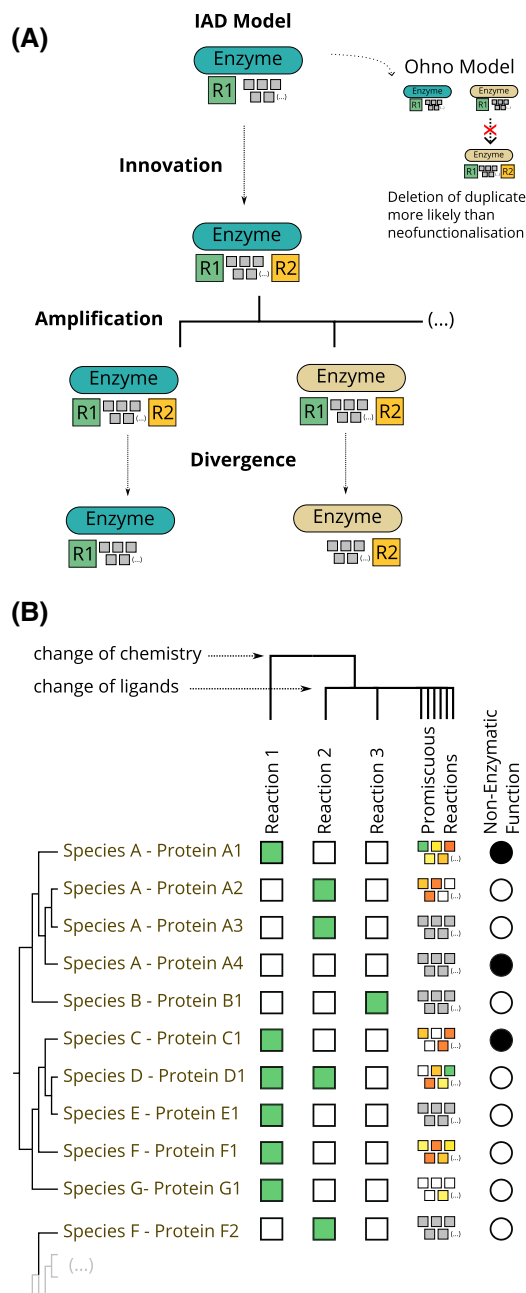 (A)
IAD Model
Enzyme
R1
(...)
Ohno Model
Enzyme
R1
(...)
Enzyme
R1
(...)
Enzyme
R1
(...)
R2
Deletion of duplicate
more likely than
neofunctionalisation
Innovation
Enzyme
R1
(...)
R2
Amplification
(...)
Enzyme
R1
(...)
R2
Enzyme
R1
(...)
R2
Divergence
Enzyme
R1
(...)
Enzyme
(...)
R2
(B)
change of chemistry
change of ligands
Reaction 1
Reaction 2
Reaction 3
Promiscuous
Reactions
Non-Enzymatic
Function
Species A - Protein A1
(...)
Species A - Protein A2
(...)
Species A - Protein A3
(...)
Species A - Protein A4
(...)
Species B - Protein B1
(...)
Species C - Protein C1
(...)
Species D - Protein D1
(...)
Species E - Protein E1
(...)
Species F - Protein F1
(...)
Species G- Protein G1
(...)
Species F - Protein F2
(...)
(...)